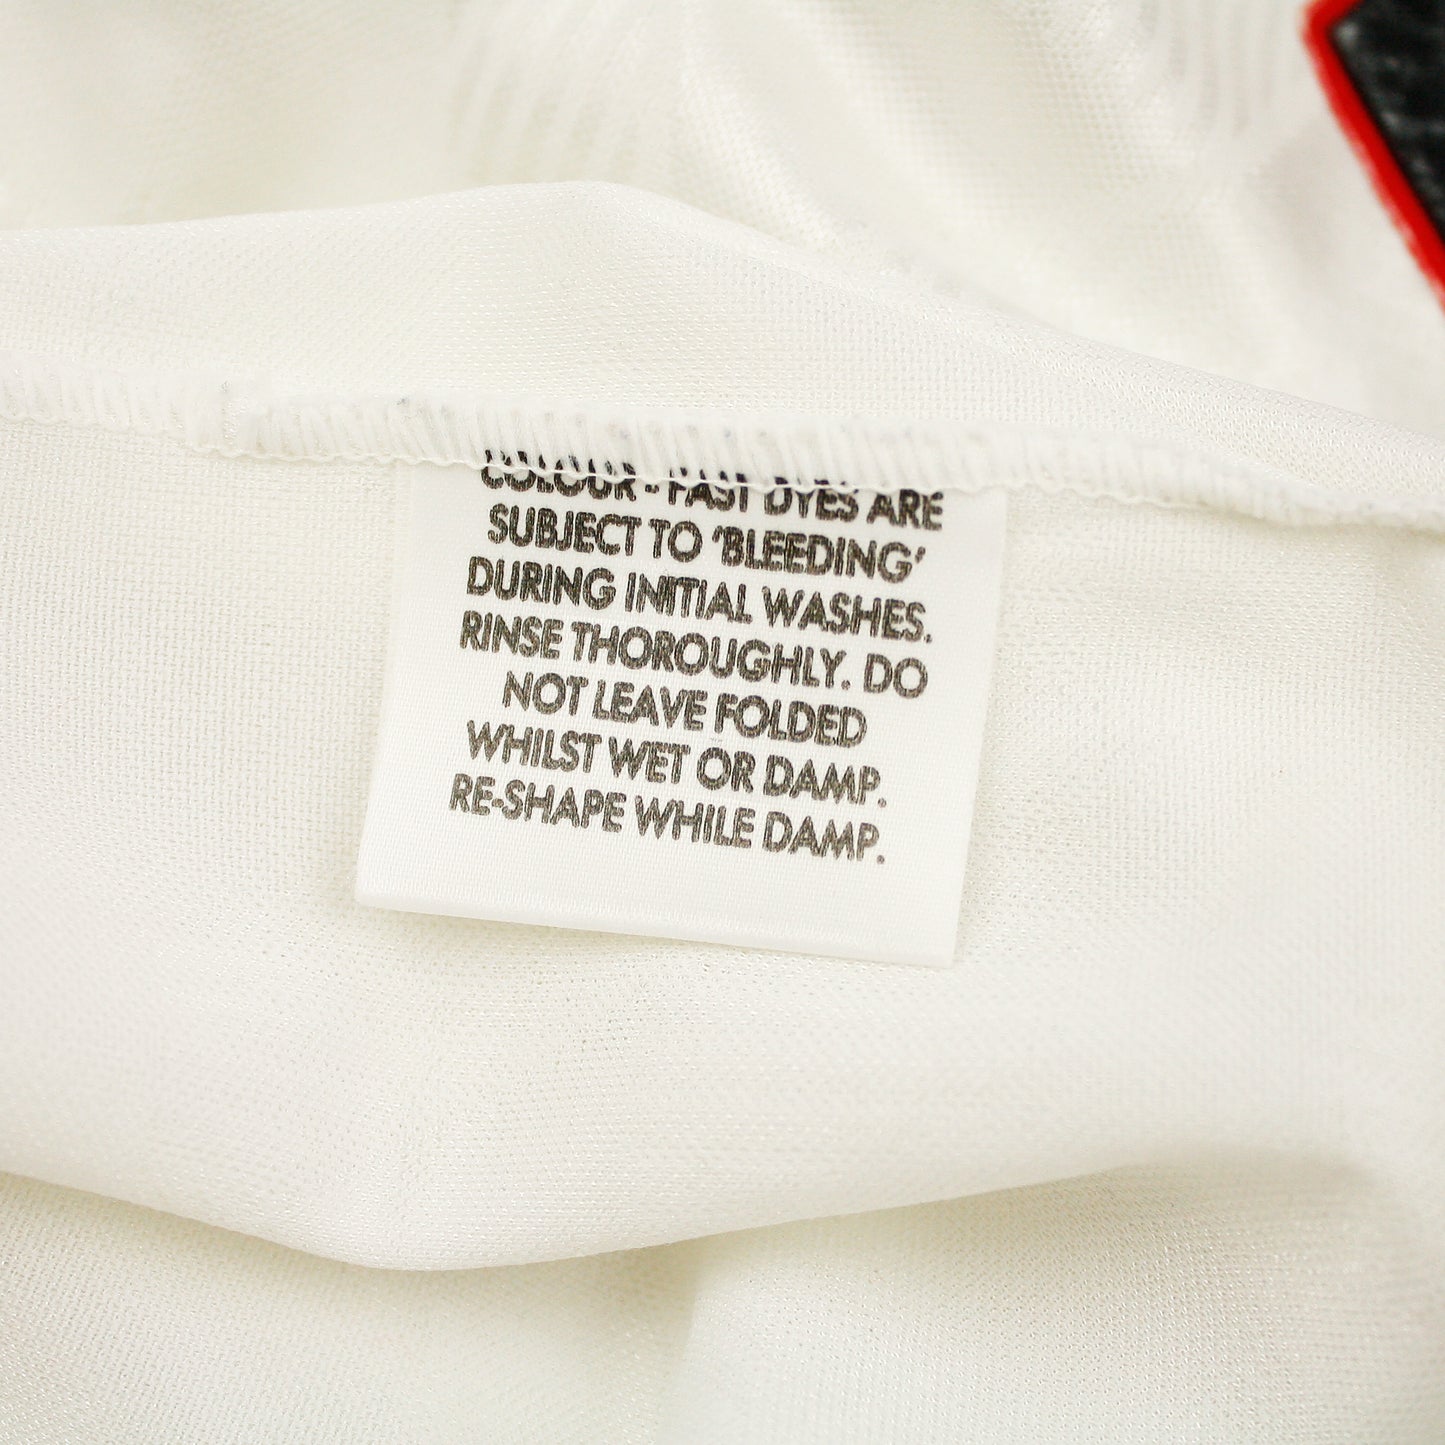 COLOUR - FAST DYES ARE
SUBJECT TO 'BLEEDING'
DURING INITIAL WASHES.
RINSE THOROUGHLY. DO
NOT LEAVE FOLDED
WHILST WET OR DAMP.
RE-SHAPE WHILE DAMP.